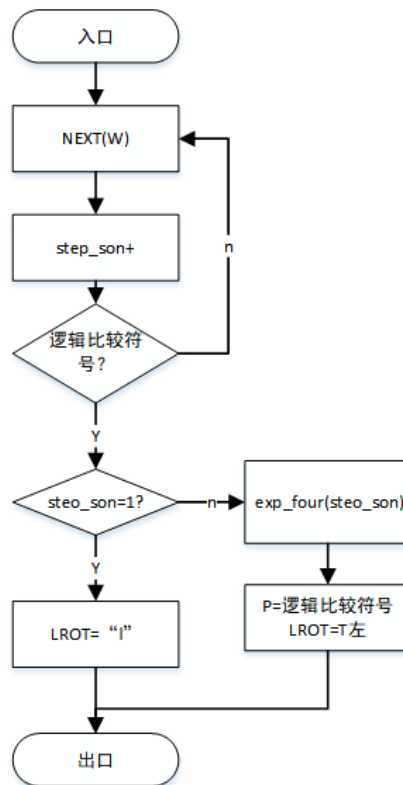 入口
NEXT(W)
step_son+
n
逻辑比较符
号?
Y
steo_son=1?
n
exp_four(steo_son)
Y
LROT= “I”
P=逻辑比较符号
LROT=T左
出口